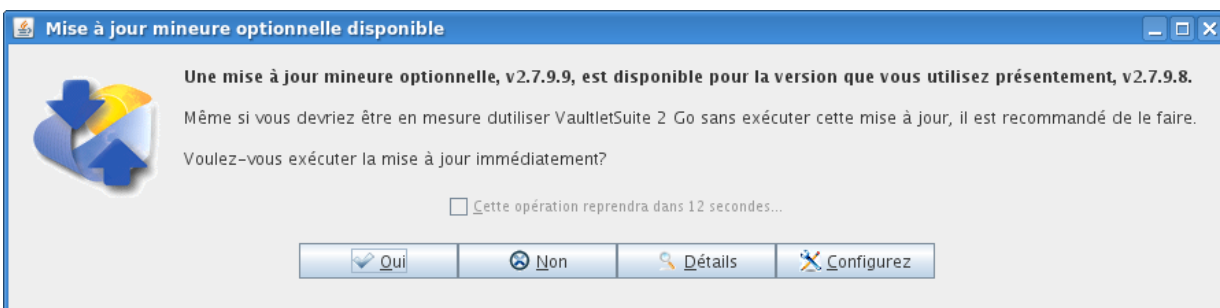 Mise à jour mineure optionnelle disponible
Une mise à jour mineure optionnelle, v2.7.9.9, est disponible pour la version que vous utilisez présentement, v2.7.9.8.
Même si vous devriez être en mesure dutiliser VaultletSuite 2 Go sans exécuter cette mise à jour, il est recommandé de le faire.
Voulez-vous exécuter la mise à jour immédiatement?
Cette opération reprendra dans 12 secondes...
Oui Non Détails Configurez